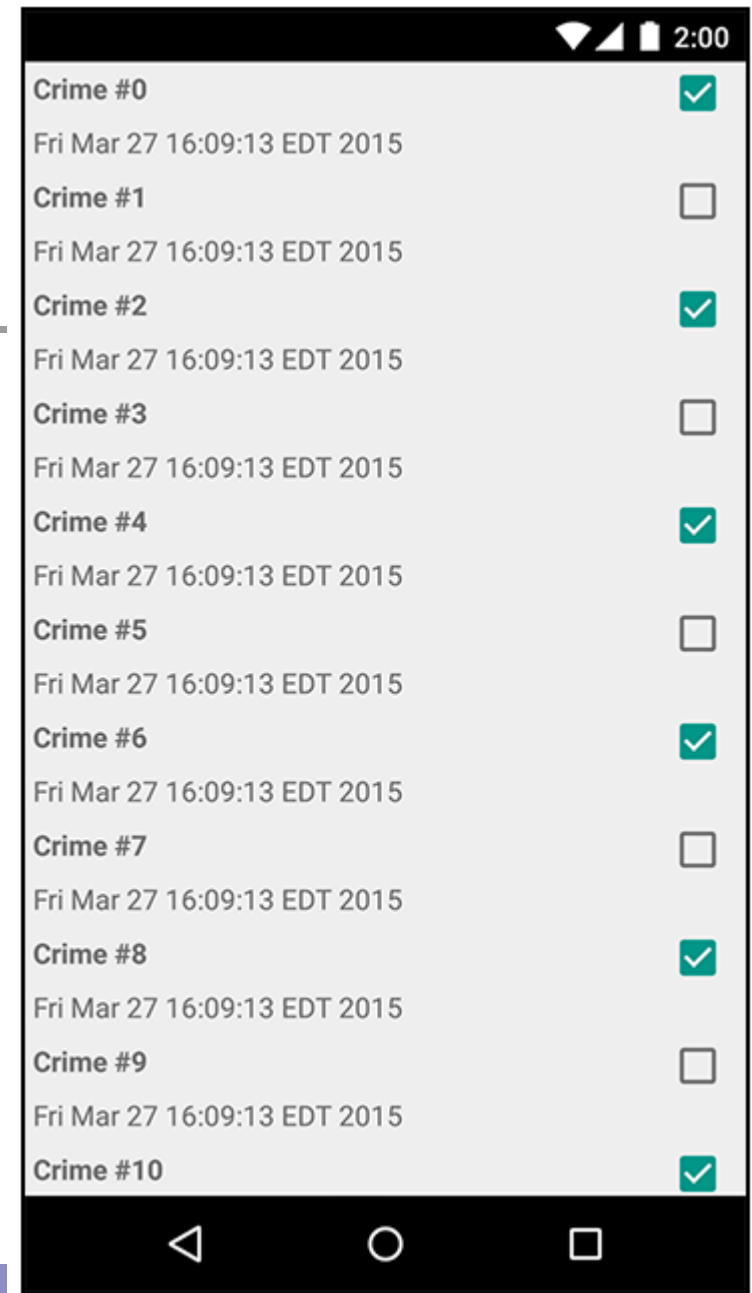 2:00
Crime #0
Fri Mar 27 16:09:13 EDT 2015
Crime #1
Fri Mar 27 16:09:13 EDT 2015
Crime #2
Fri Mar 27 16:09:13 EDT 2015
Crime #3
Fri Mar 27 16:09:13 EDT 2015
Crime #4
Fri Mar 27 16:09:13 EDT 2015
Crime #5
Fri Mar 27 16:09:13 EDT 2015
Crime #6
Fri Mar 27 16:09:13 EDT 2015
Crime #7
Fri Mar 27 16:09:13 EDT 2015
Crime #8
Fri Mar 27 16:09:13 EDT 2015
Crime #9
Fri Mar 27 16:09:13 EDT 2015
Crime #10